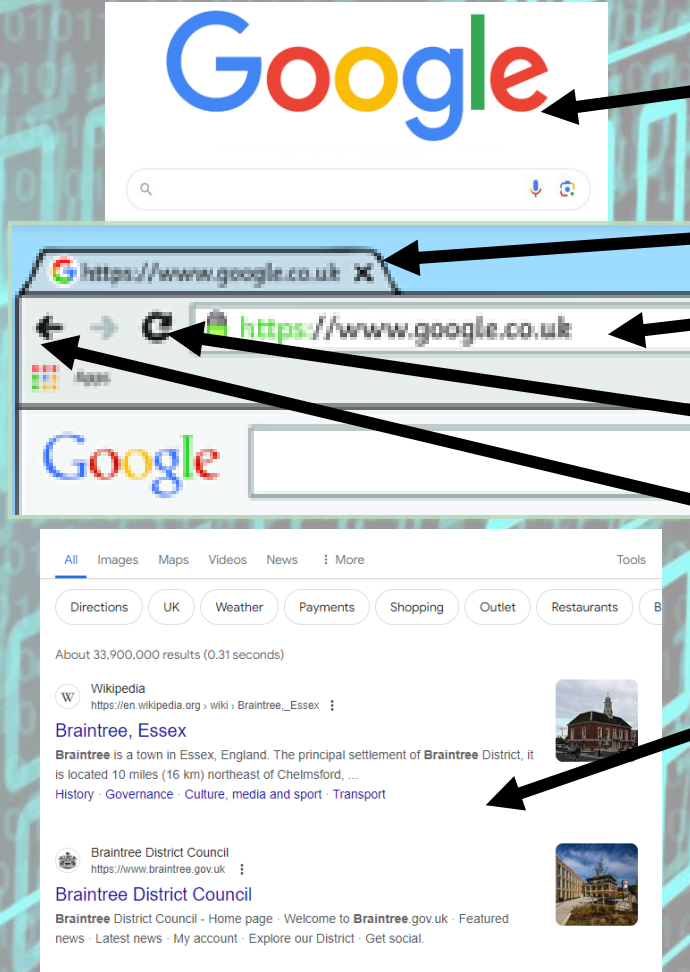 Google
https://www.google.co.uk X
https://www.google.co.uk
Apps
Google
All Images Maps Videos News More Tools
Directions UK Weather Payments Shopping Outlet Restaurants B
About 33,900,000 results (0.31 seconds)
W Wikipedia
https://en.wikipedia.org › wiki › Braintree,_Essex
Braintree, Essex
Braintree is a town in Essex, England. The principal settlement of Braintree District, it
is located 10 miles (16 km) northeast of Chelmsford, ...
History · Governance · Culture, media and sport · Transport
Braintree District Council
https://www.braintree.gov.uk
Braintree District Council
Braintree District Council - Home page · Welcome to Braintree.gov.uk · Featured
news · Latest news · My account · Explore our District · Get social.